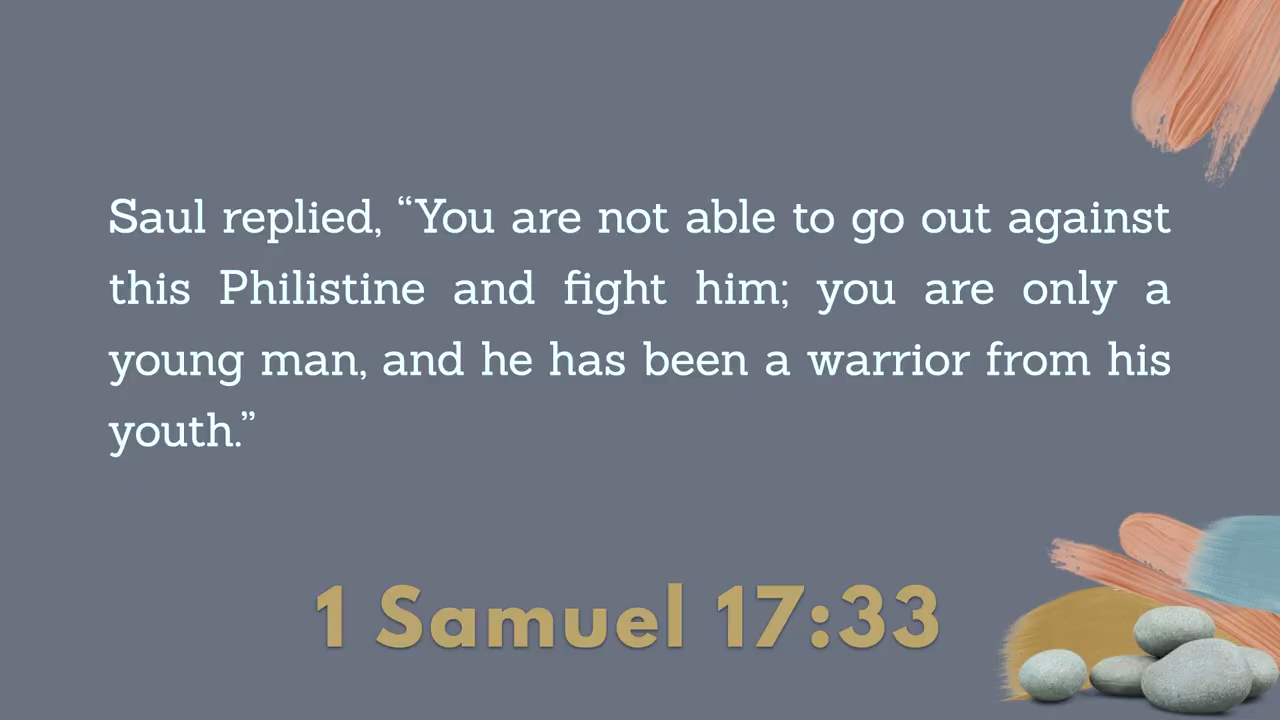 Saul replied, “You are not able to go out against
this Philistine and fight him; you are only a
young man, and he has been a warrior from his
youth.”
1 Samuel 17:33